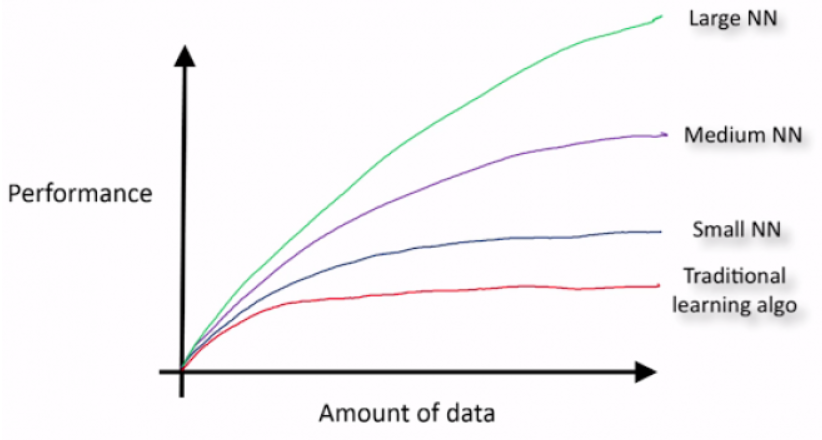 Large NN
Medium NN
Performance
Small NN
Traditional
learning algo
Amount of data